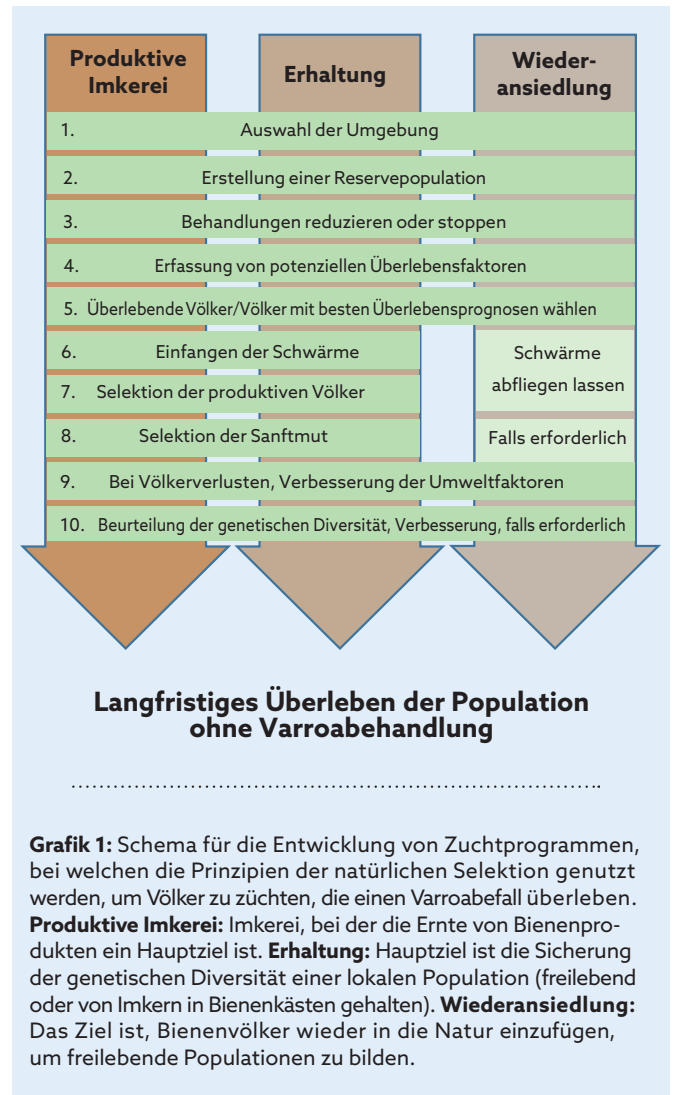 Produktive
Imkerei
Erhaltung
Wieder-
ansiedlung
1. Auswahl der Umgebung
2. Erstellung einer Reservepopulation
3. Behandlungen reduzieren oder stoppen
4. Erfassung von potenziellen Überlebensfaktoren
5. Überlebende Völker/Völker mit besten Überlebensprognosen wählen
6. Einfangen der Schwärme
Schwärme
abfliegen lassen
7. Selektion der produktiven Völker
8. Selektion der Sanftmut
Falls erforderlich
9. Bei Völkerverlusten, Verbesserung der Umweltfaktoren
10. Beurteilung der genetischen Diversität, Verbesserung, falls erforderlich
Langfristiges Überleben der Population
ohne Varroabehandlung
Grafik 1: Schema für die Entwicklung von Zuchtprogrammen,
bei welchen die Prinzipien der natürlichen Selektion genutzt
werden, um Völker zu züchten, die einen Varroabefall überleben.
Produktive Imkerei: Imkerei, bei der die Ernte von Bienenpro-
dukten ein Hauptziel ist. Erhaltung: Hauptziel ist die Sicherung
der genetischen Diversität einer lokalen Population (freilebend
oder von Imkern in Bienenkästen gehalten). Wiederansiedlung:
Das Ziel ist, Bienenvölker wieder in die Natur einzufügen,
um freilebende Populationen zu bilden.